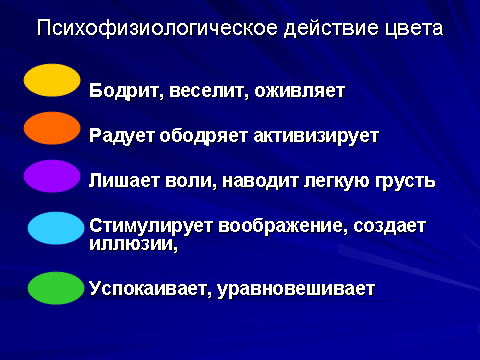 Психофизиологическое действие цвета
Бодрит, веселит, оживляет
Радует ободряет активизирует
Лишает воли, наводит легкую грусть
Стимулирует воображение, создает
иллюзии,
Успокаивает, уравновешивает